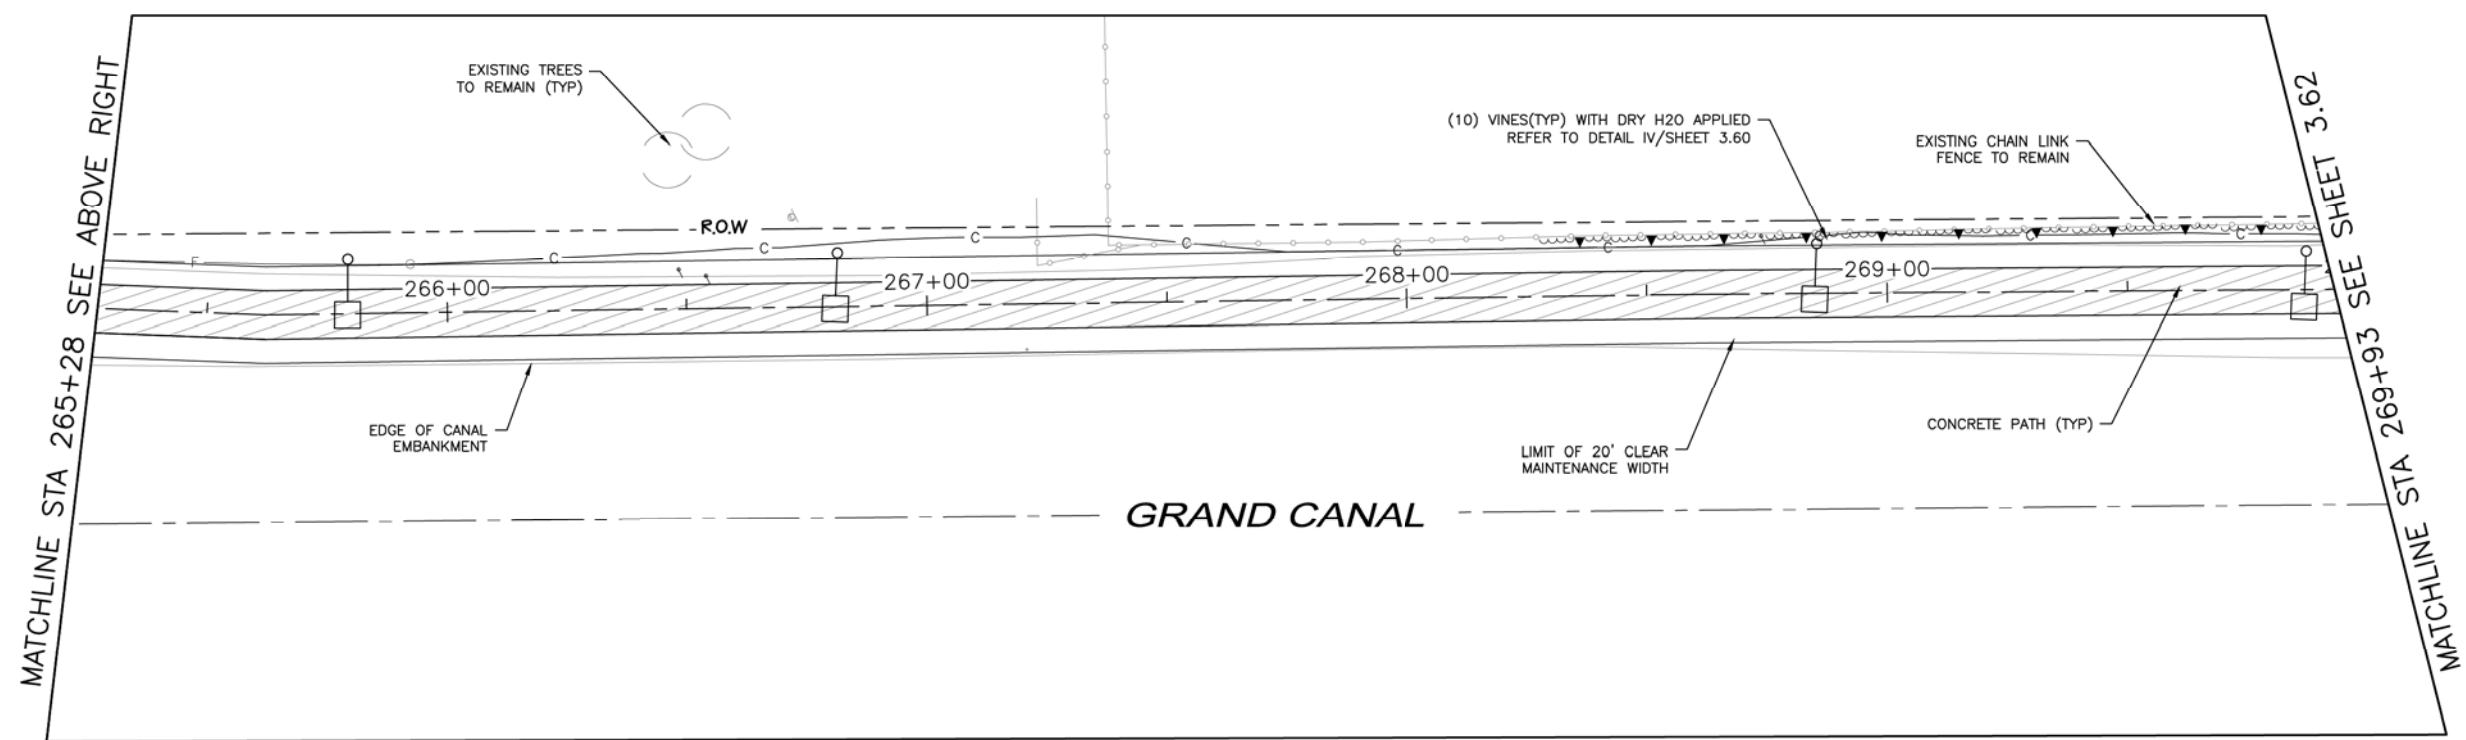 MATCHLINE STA 265+28 SEE ABOVE RIGHT
EXISTING TREES
TO REMAIN (TYP)
(10) VINES(TYP) WITH DRY H2O APPLIED
REFER TO DETAIL IV/SHEET 3.60
EXISTING CHAIN LINK
FENCE TO REMAIN
R.O.W
F
C
C
C
C
C
C
C
C
266+00
267+00
268+00
269+00
EDGE OF CANAL
EMBANKMENT
LIMIT OF 20' CLEAR
MAINTENANCE WIDTH
CONCRETE PATH (TYP)
GRAND CANAL
MATCHLINE STA 269+93 SEE SHEET 3.62